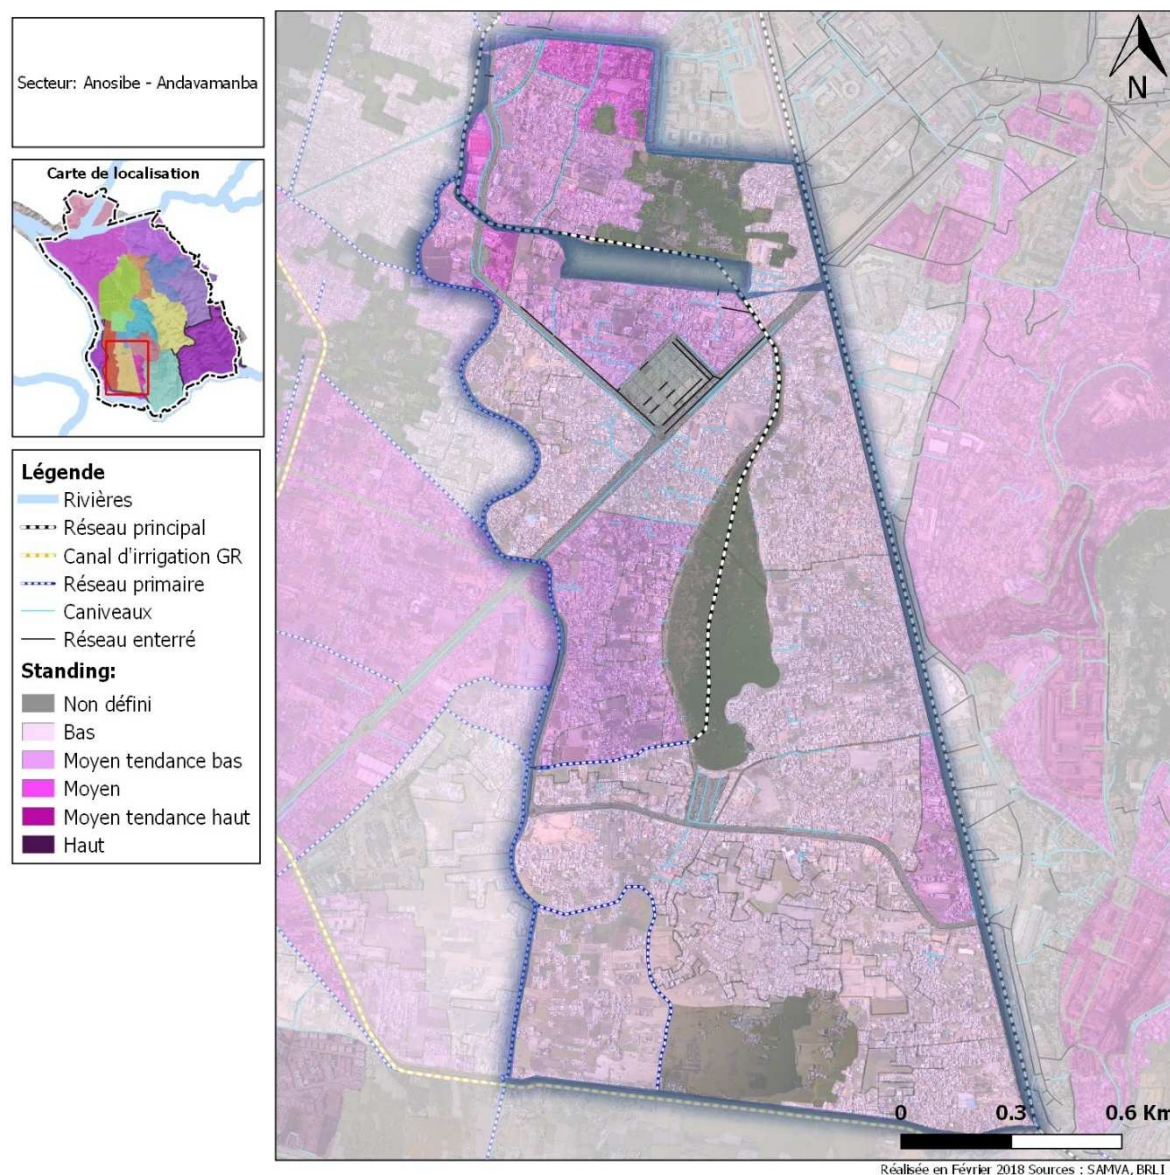 Secteur: Anosibe - Andavamanba
Carte de localisation
Légende
Rivières
Réseau principal
Canal d'irrigation GR
Réseau primaire
Caniveaux
Réseau enterré
Standing:
Non défini
Bas
Moyen tendance bas
Moyen
Moyen tendance haut
Haut
N
0 0.3 0.6 Km
Réalisée en Février 2018 Sources : SAMVA, BRLI